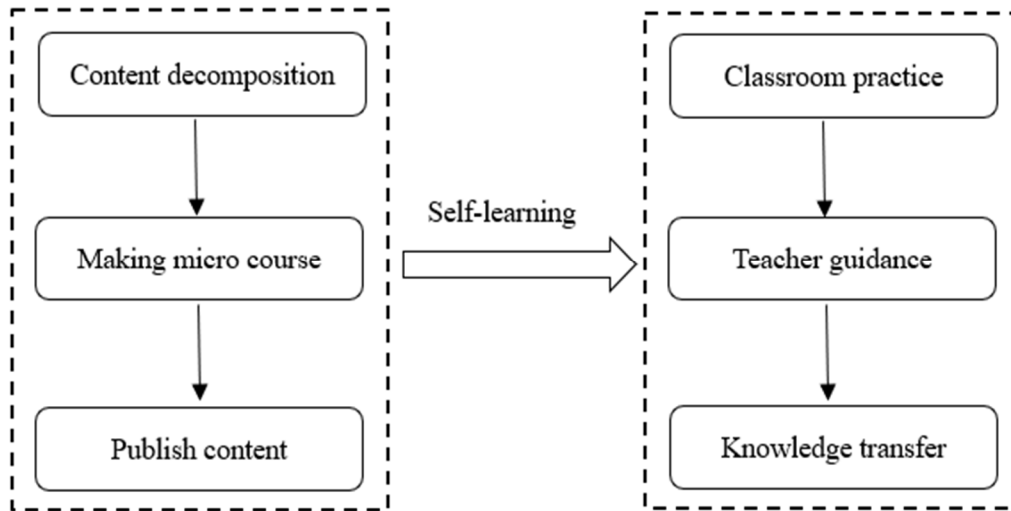 Content decomposition
Making micro course
Publish content
Self-learning
Classroom practice
Teacher guidance
Knowledge transfer